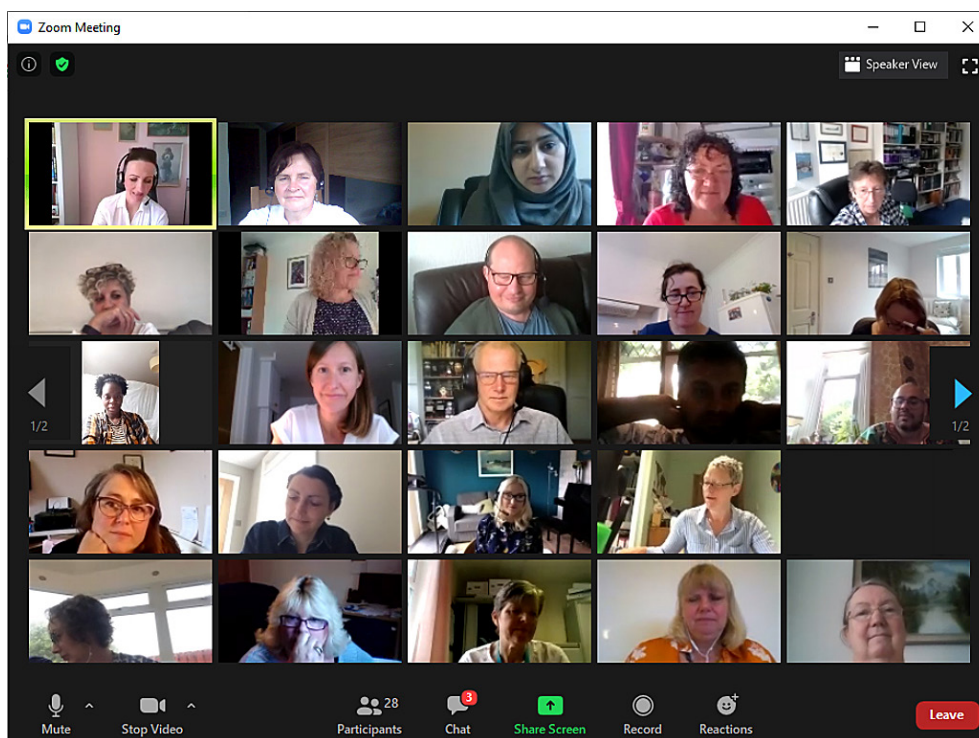 Zoom Meeting
Speaker View
1/2
1/2
28
3
Mute
Stop Video
Participants
Chat
Share Screen
Record
Reactions
Leave